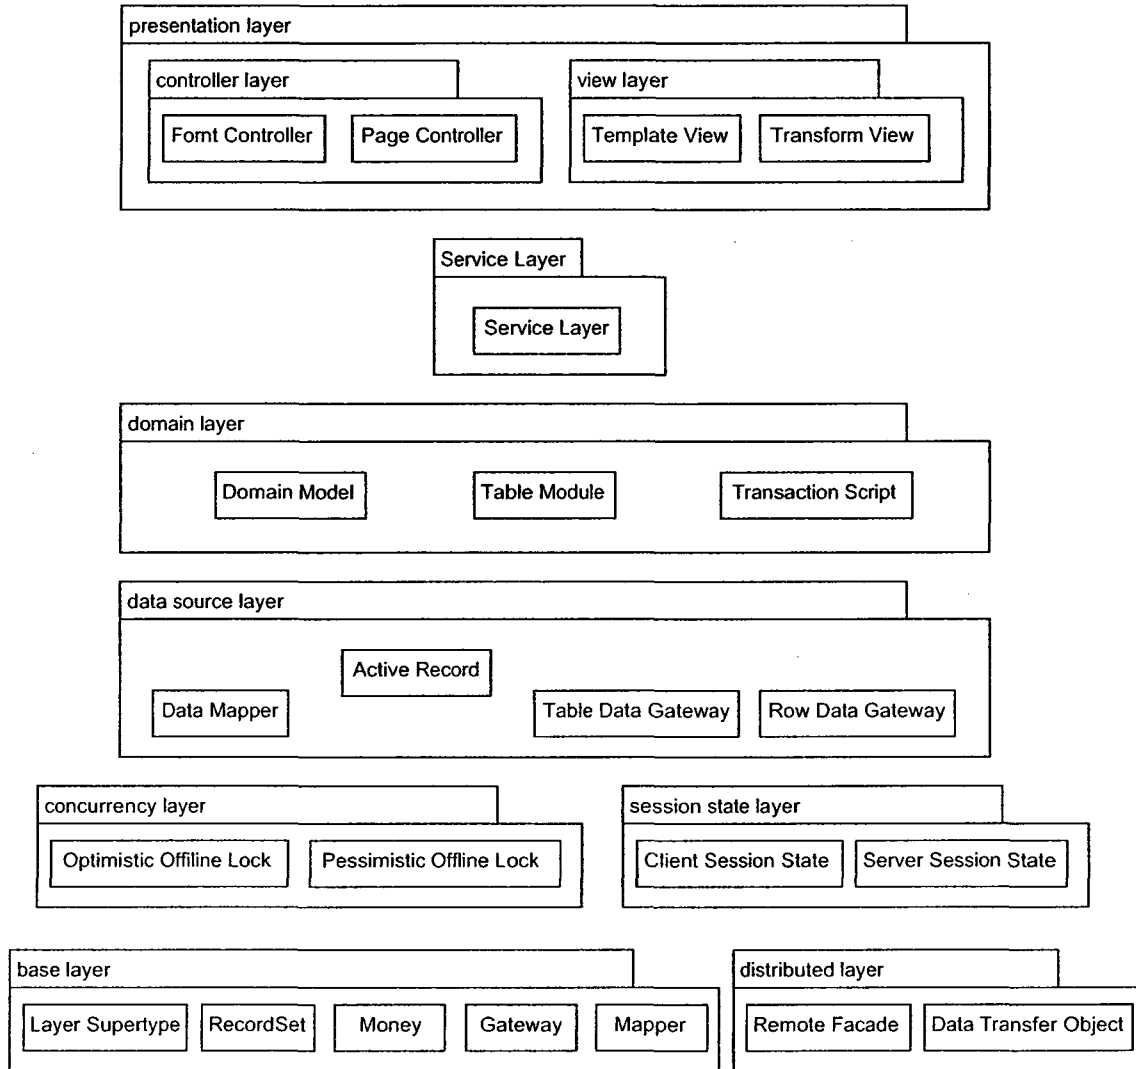 presentation layer
controller layer
view layer
Fornt Controller
Page Controller
Template View
Transform View
Service Layer
Service Layer
domain layer
Domain Model
Table Module
Transaction Script
data source layer
Active Record
Data Mapper
Table Data Gateway
Row Data Gateway
concurrency layer
session state layer
Optimistic Offiline Lock
Pessimistic Offline Lock
Client Session State
Server Session State
base layer
distributed layer
Layer Supertype
RecordSet
Money
Gateway
Mapper
Remote Facade
Data Transfer Object